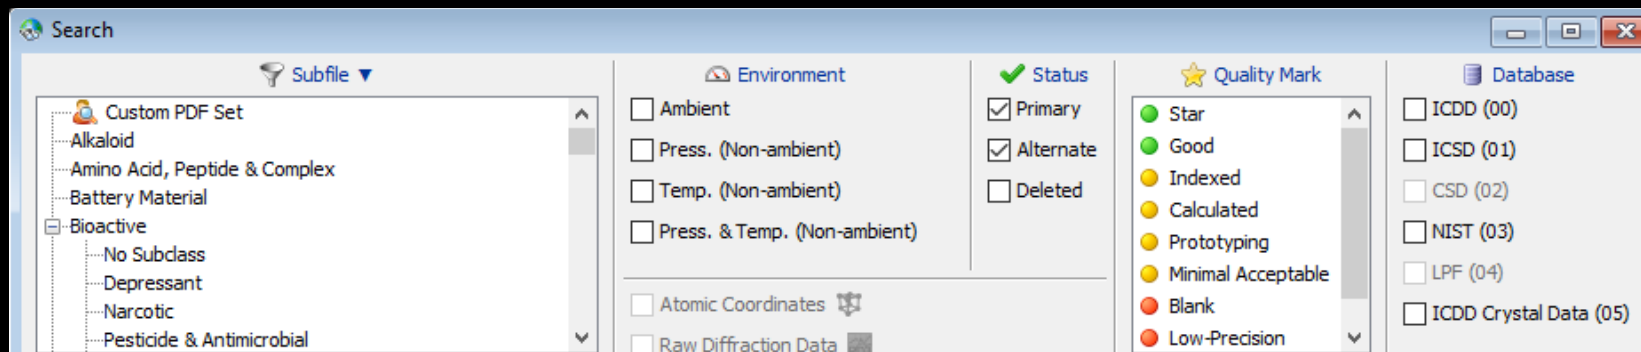 Search
Subfile ▼
Custom PDF Set
Alkaloid
Amino Acid, Peptide & Complex
Battery Material
Bioactive
No Subclass
Depressant
Narcotic
Pesticide & Antimicrobial
Environment
Ambient
Press. (Non-ambient)
Temp. (Non-ambient)
Press. & Temp. (Non-ambient)
Atomic Coordinates
Raw Diffraction Data
Status
Primary
Alternate
Deleted
Quality Mark
Star
Good
Indexed
Calculated
Prototyping
Minimal Acceptable
Blank
Low-Precision
Database
ICDD (00)
ICSD (01)
CSD (02)
NIST (03)
LPF (04)
ICDD Crystal Data (05)